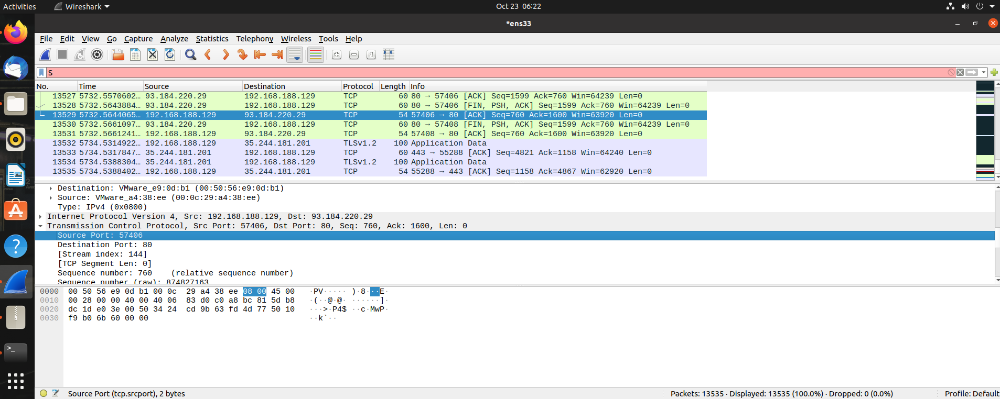 Activities Wireshark Oct 23 06:22
*ens33
File Edit View Go Capture Analyze Statistics Telephony Wireless Tools Help
S
No. Time Source Destination Protocol Length Info
13527 5732.5570602… 93.184.220.29 192.168.188.129 TCP 60 80 → 57406 [ACK] Seq=1599 Ack=760 Win=64239 Len=0
13528 5732.5643884… 93.184.220.29 192.168.188.129 TCP 60 80 → 57406 [FIN, PSH, ACK] Seq=1599 Ack=760 Win=64239 Len=0
13529 5732.5644065… 192.168.188.129 93.184.220.29 TCP 54 57406 → 80 [ACK] Seq=760 Ack=1600 Win=63920 Len=0
13530 5732.5661097… 93.184.220.29 192.168.188.129 TCP 60 80 → 57408 [FIN, PSH, ACK] Seq=1599 Ack=760 Win=64239 Len=0
13531 5732.5661241… 192.168.188.129 93.184.220.29 TCP 54 57408 → 80 [ACK] Seq=760 Ack=1600 Win=63920 Len=0
13532 5734.5314922… 192.168.188.129 35.244.181.201 TLSv1.2 100 Application Data
13533 5734.5317847… 35.244.181.201 192.168.188.129 TCP 60 443 → 55288 [ACK] Seq=4821 Ack=1158 Win=64240 Len=0
13534 5734.5388304… 35.244.181.201 192.168.188.129 TLSv1.2 100 Application Data
13535 5734.5388402… 192.168.188.129 35.244.181.201 TCP 54 55288 → 443 [ACK] Seq=1158 Ack=4867 Win=62920 Len=0
Destination: VMware_e9:0d:b1 (00:50:56:e9:0d:b1)
Source: VMware_a4:38:ee (00:0c:29:a4:38:ee)
Type: IPv4 (0x0800)
Internet Protocol Version 4, Src: 192.168.188.129, Dst: 93.184.220.29
Transmission Control Protocol, Src Port: 57406, Dst Port: 80, Seq: 760, Ack: 1600, Len: 0
Source Port: 57406
Destination Port: 80
[Stream index: 144]
[TCP Segment Len: 0]
Sequence number: 760 (relative sequence number)
Sequence number (raw): 874827163
0000 00 50 56 e9 0d b1 00 0c 29 a4 38 ee 08 00 45 00 ·PV····· )·8···E·
0010 00 28 00 00 40 00 40 06 83 d0 c0 a8 bc 81 5d b8 ·(··@·@· ······]·
0020 dc 1d e0 3e 00 50 34 24 cd 9b 63 fd 4d 77 50 10 ···>·P4$ ··c·MwP·
0030 f9 b0 6b 60 00 00 ··k`··
Source Port (tcp.srcport), 2 bytes Packets: 13535 · Displayed: 13535 (100.0%) · Dropped: 0 (0.0%) Profile: Default